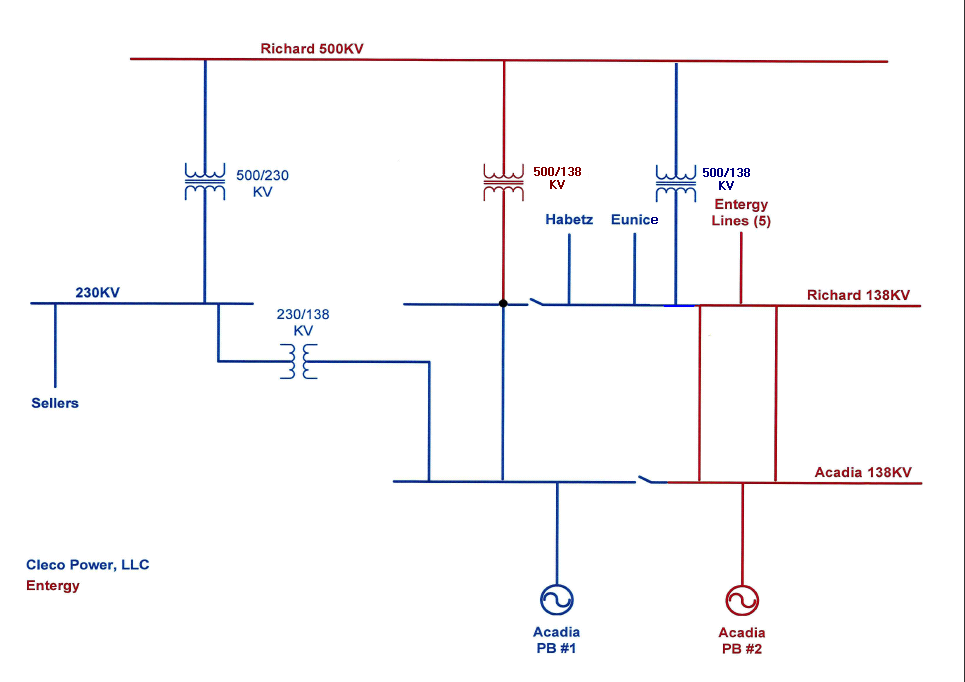 Richard 500KV
500/230
KV
500/138
KV
500/138
KV
Entergy
Lines (5)
Habetz
Eunice
230KV
Richard 138KV
230/138
KV
Sellers
Acadia 138KV
Cleco Power, LLC
Entergy
Acadia
PB #1
Acadia
PB #2